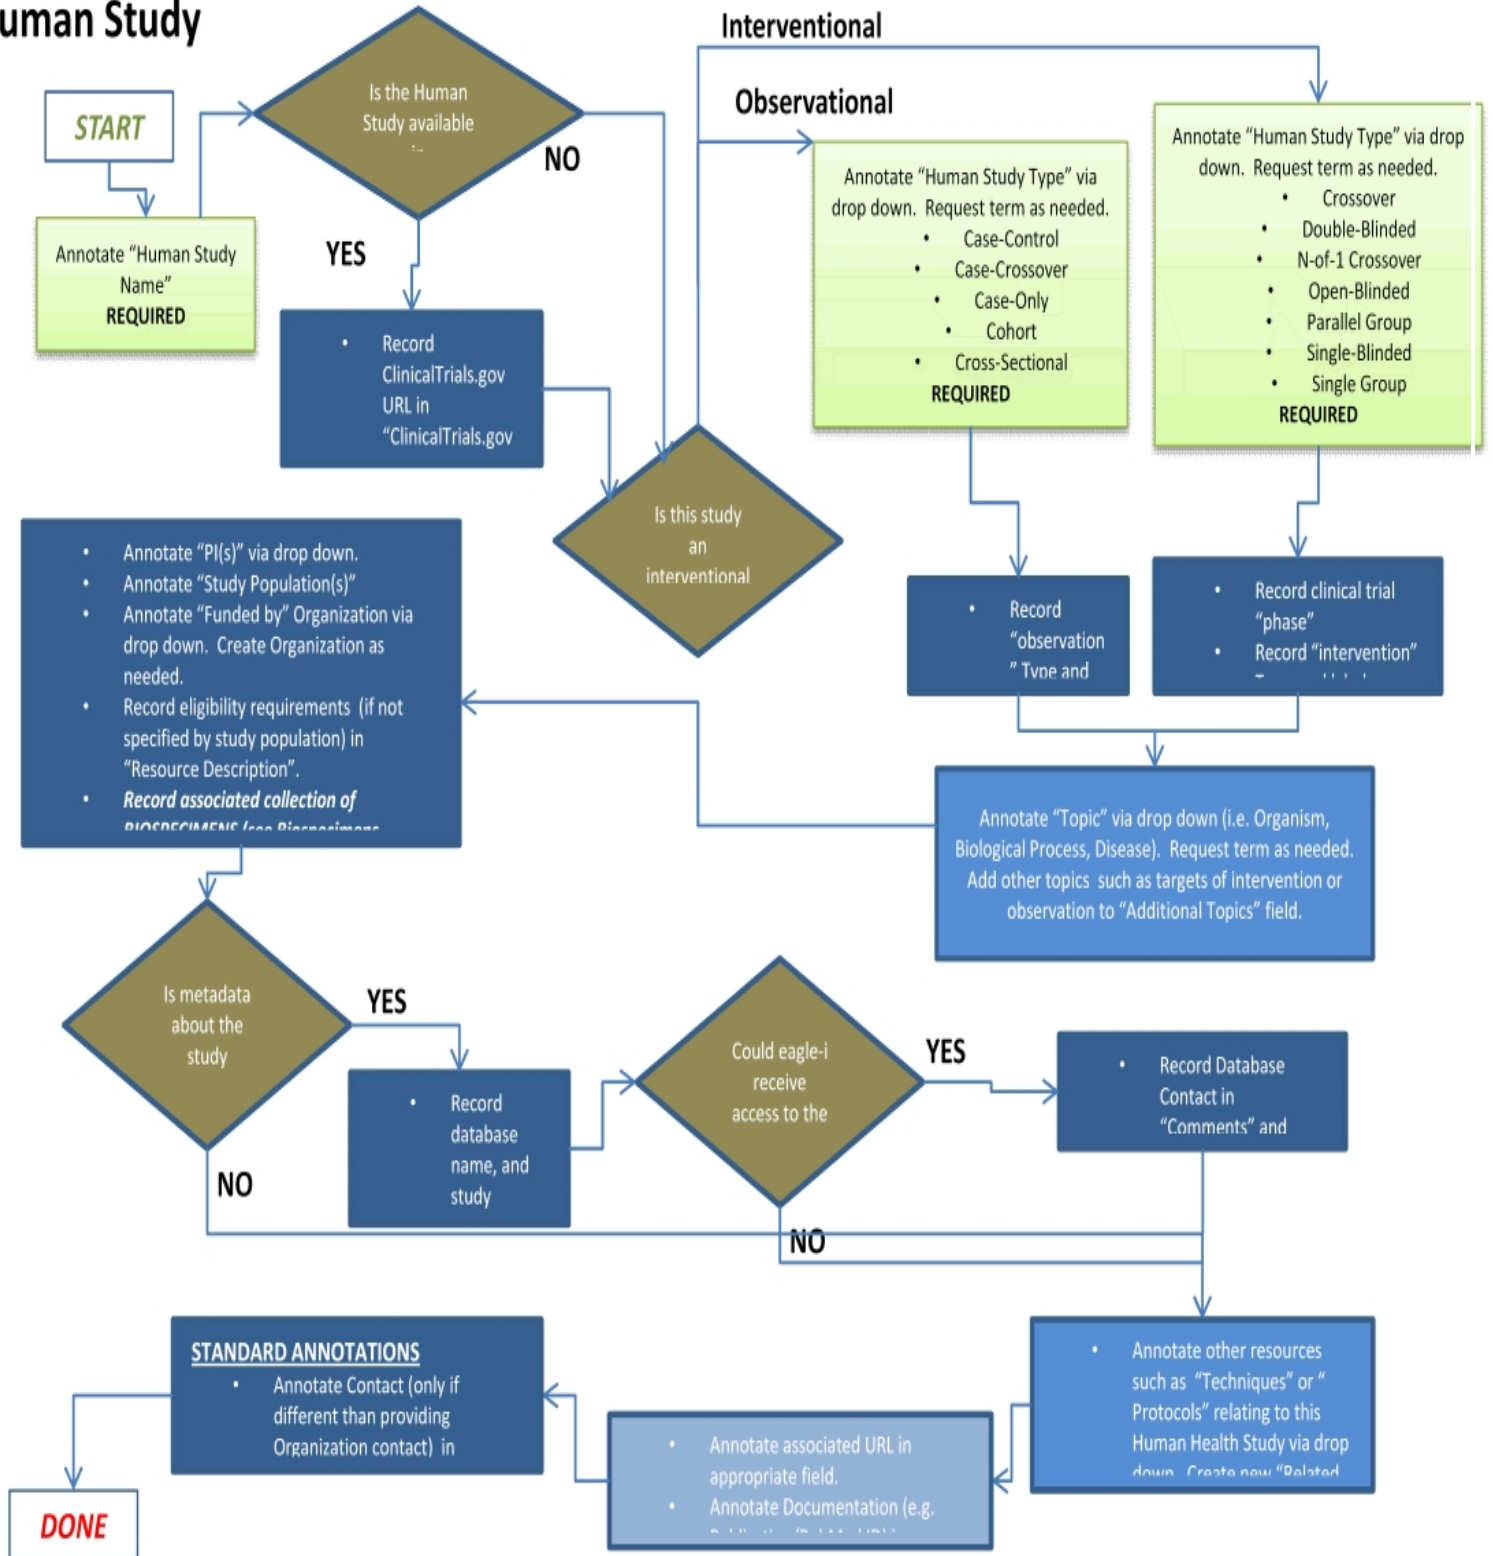 uman Study
START
Annotate “Human Study
Name”
REQUIRED
Is the Human
Study available
NO
YES
• Record
ClinicalTrials.gov
URL in
“ClinicalTrials.gov
Interventional
Observational
Annotate “Human Study Type” via
drop down. Request term as needed.
• Case-Control
• Case-Crossover
• Case-Only
• Cohort
• Cross-Sectional
REQUIRED
Annotate “Human Study Type” via drop
down. Request term as needed.
• Crossover
• Double-Blinded
• N-of-1 Crossover
• Open-Blinded
• Parallel Group
• Single-Blinded
• Single Group
REQUIRED
Is this study
an
interventional
• Record
“observation
” Type and
• Record clinical trial
“phase”
• Record “intervention”
Annotate “Topic” via drop down (i.e. Organism,
Biological Process, Disease). Request term as needed.
Add other topics such as targets of intervention or
observation to “Additional Topics” field.
• Annotate “PI(s)” via drop down.
• Annotate “Study Population(s)”
• Annotate “Funded by” Organization via
drop down. Create Organization as
needed.
• Record eligibility requirements (if not
specified by study population) in
“Resource Description”.
• Record associated collection of
BIOSPECIMENS (see Biospecimens
Is metadata
about the
study
YES
NO
• Record
database
name, and
study
Could eagle-i
receive
access to the
YES
NO
• Record Database
Contact in
“Comments” and
• Annotate other resources
such as “Techniques” or “
Protocols” relating to this
Human Health Study via drop
down. Create new “Related
• Annotate associated URL in
appropriate field.
• Annotate Documentation (e.g.
STANDARD ANNOTATIONS
• Annotate Contact (only if
different than providing
Organization contact) in
DONE